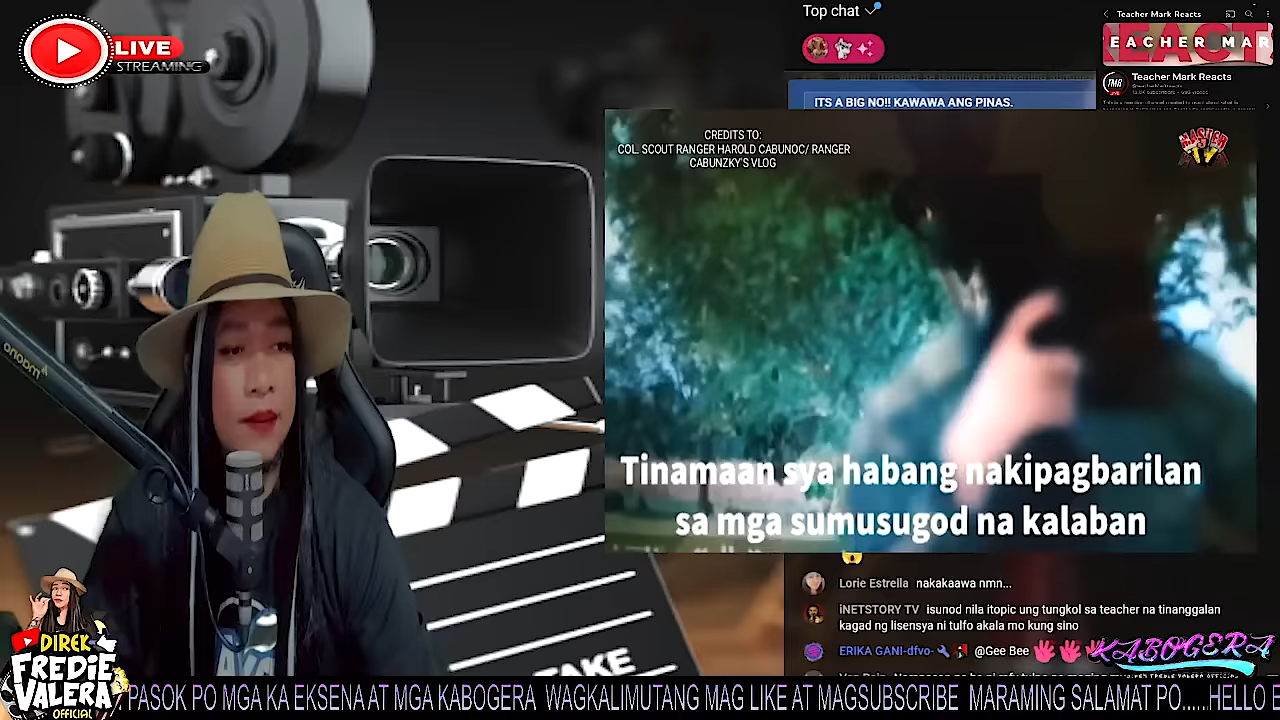 LIVE
STREAMING
Top chat
Teacher Mark Reacts
REACT
EACHER MAR
Teacher Mark Reacts
ITS A BIG NO!! KAWAWA ANG PINAS.
CREDITS TO:
COL. SCOUT RANGER HAROLD CABUNOC/ RANGER
CABUNZKY'S VLOG
MASTER
TV
maono
Tinamaan sya habang nakipagbarilan
sa mga sumusugod na kalaban
Lorie Estrella nakakaawa nmn...
iNETSTORY TV isunod nila itopic ung tungkol sa teacher na tinanggalan
kagad ng lisensya ni tulfo akala mo kung sino
ERIKA GANI-dfvo- @Gee Bee
KABOGERA
TAKE
DIREK
FREDIE
VALERA
OFFICIAL
PASOK PO MGA KA EKSENA AT MGA KABOGERA WAGKALIMUTANG MAG LIKE AT MAGSUBSCRIBE MARAMING SALAMAT PO......HELLO E